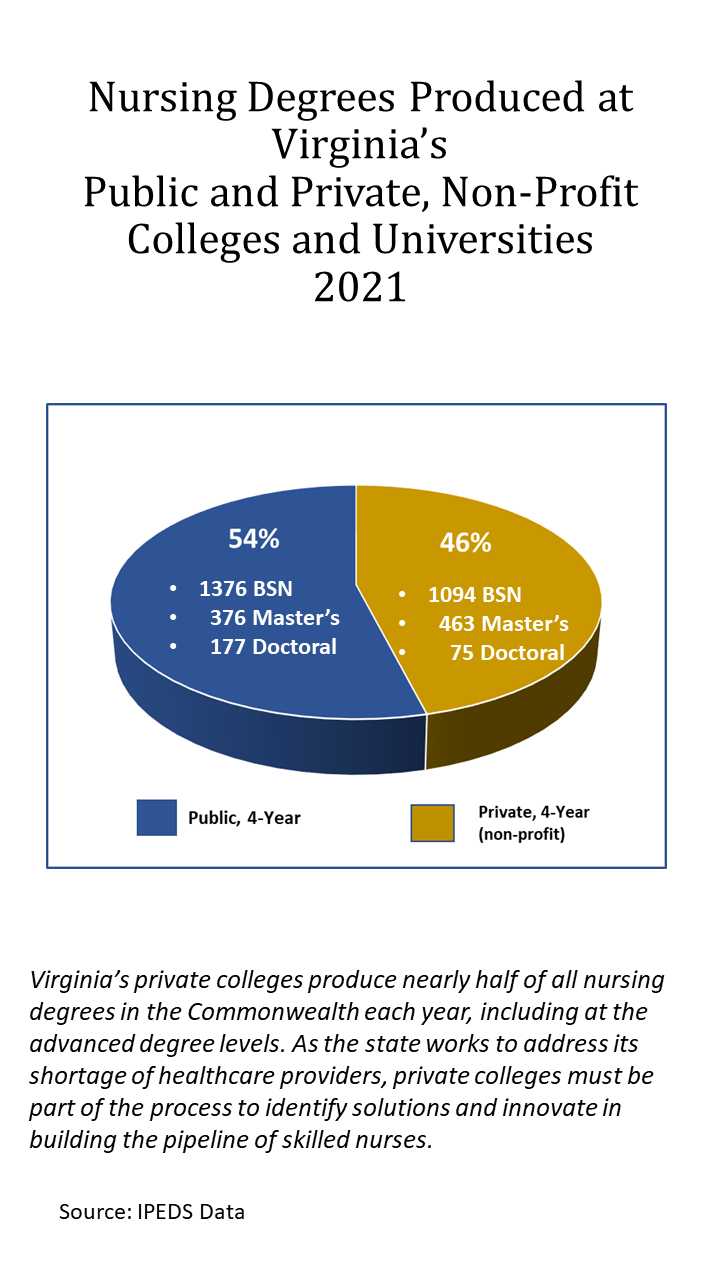 Nursing Degrees Produced at
Virginia’s
Public and Private, Non-Profit
Colleges and Universities
2021
54%
• 1376 BSN
• 376 Master’s
• 177 Doctoral
46%
• 1094 BSN
• 463 Master’s
• 75 Doctoral
Public, 4-Year
Private, 4-Year
(non-profit)
Virginia’s private colleges produce nearly half of all nursing
degrees in the Commonwealth each year, including at the
advanced degree levels. As the state works to address its
shortage of healthcare providers, private colleges must be
part of the process to identify solutions and innovate in
building the pipeline of skilled nurses.
Source: IPEDS Data